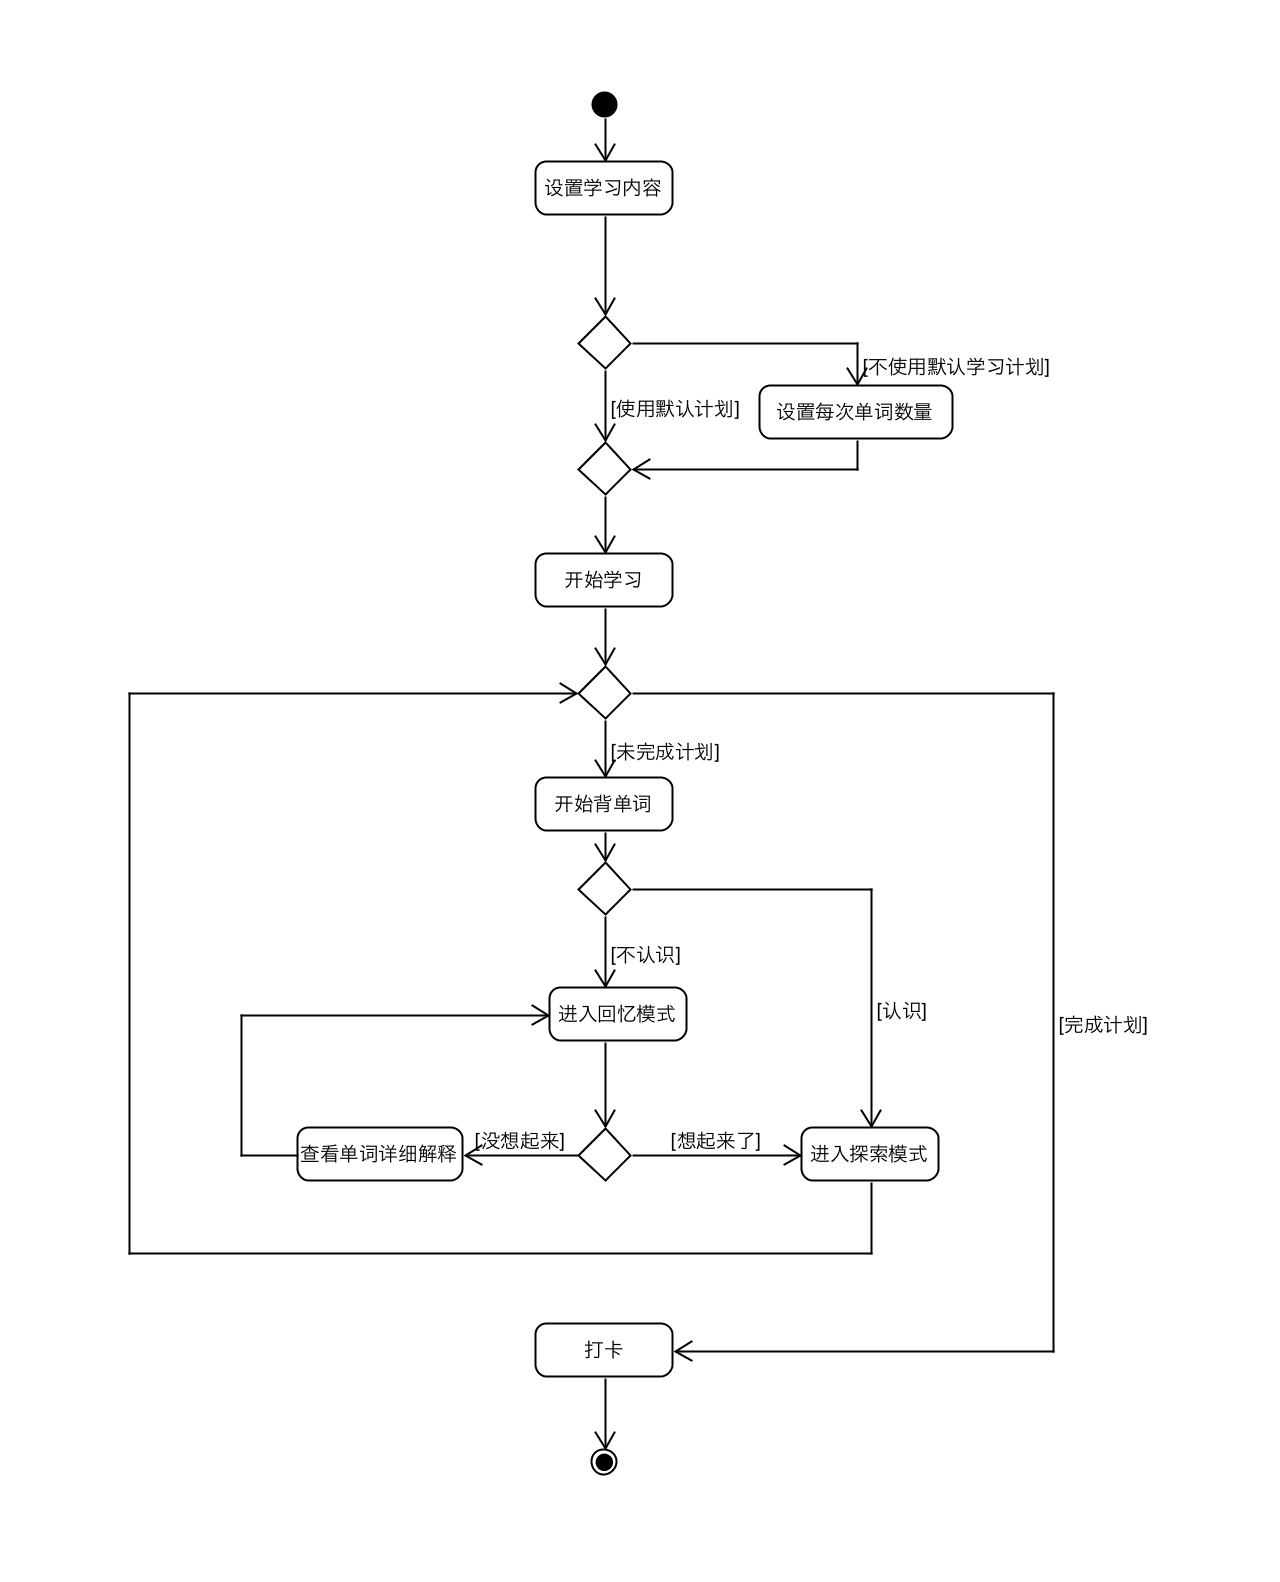 设置学习内容
[不使用默认学习计划]
[使用默认计划]
设置每次单词数量
开始学习
[未完成计划]
开始背单词
[不认识]
进入回忆模式
[认识]
[完成计划]
[没想起来]
[想起来了]
查看单词详细解释
进入探索模式
打卡